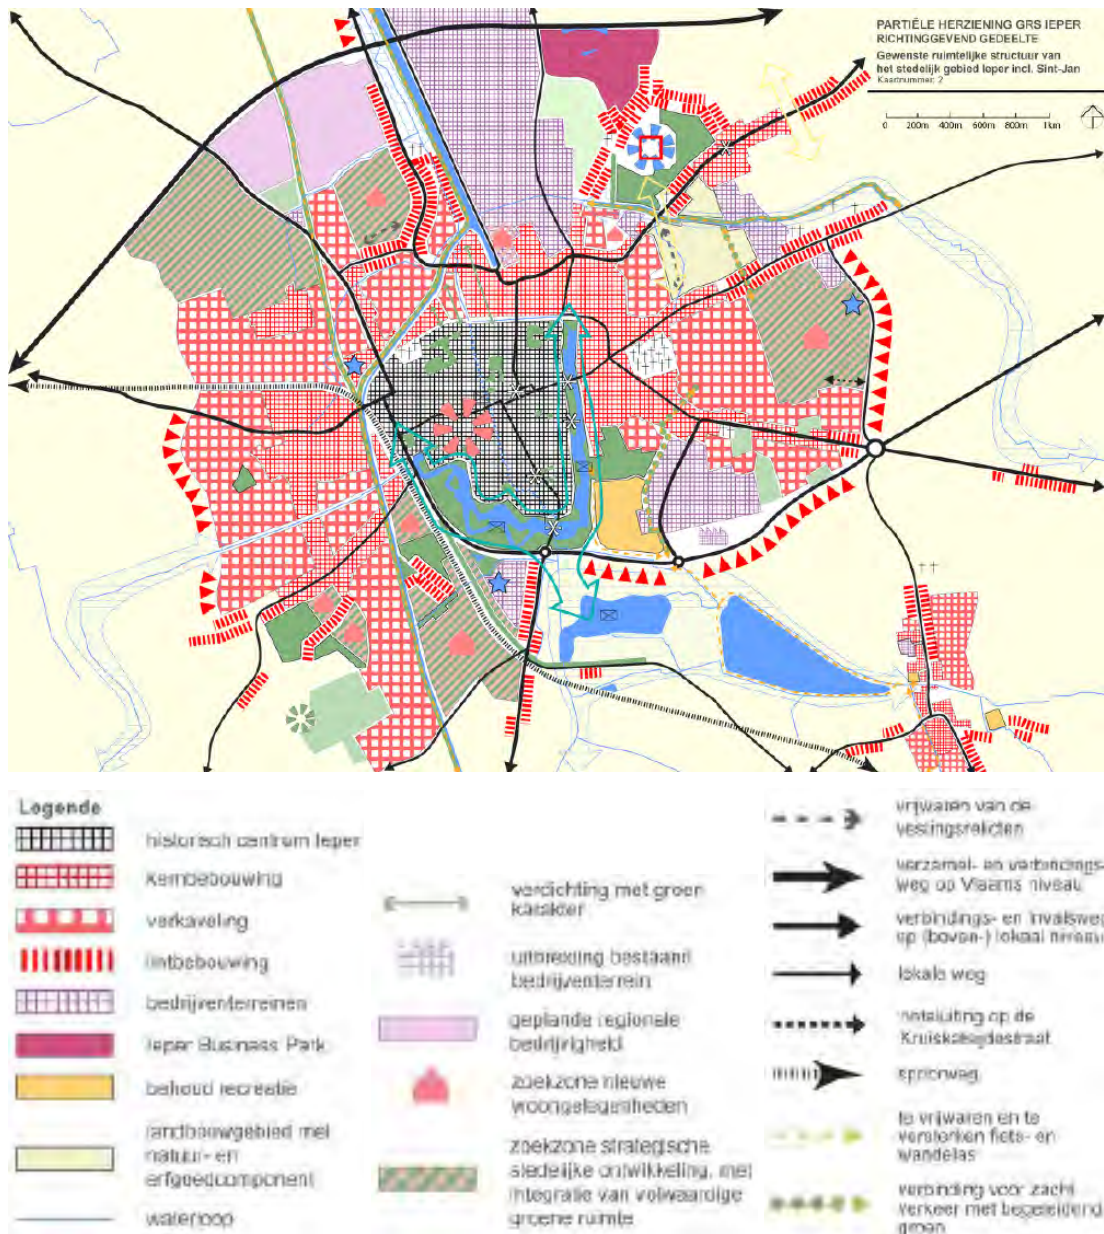 PARTIËLE HERZIENING GRS IEPER
RICHTINGGEVEND GEDEELTE
Gewenste ruimtelijke structuur van
het stedelijk gebied Ieper incl. Sint-Jan
Kaartnummer: 2
0 200m 400m 600m 800m 1km
Legende
historisch centrum Ieper
kernbebouwing
verkaveling
lintbebouwing
bedrijventerreinen
Ieper Business Park
behoud recreatie
landbouwgebied met
natuur- en
erfgoedcomponent
waterloop
verdichting met groen
karakter
uitbreiding bestaand
bedrijventerrein
geplande regionale
bedrijvigheid
zoekzone nieuwe
woongelegenheden
zoekzone strategische
stedelijke ontwikkeling, met
integratie van volwaardige
groene ruimte
vrijwaren van de
vestingsrelicten
verzamel- en verbindings-
weg op Vlaams niveau
verbindings- en invalsweg
op (boven-) lokaal niveau
lokale weg
ontsluiting op de
Kruiskalsijdestraat
spoorweg
te vrijwaren en te
versterken fiets- en
wandelas
verbinding voor zacht
verkeer met begeleidend
groen